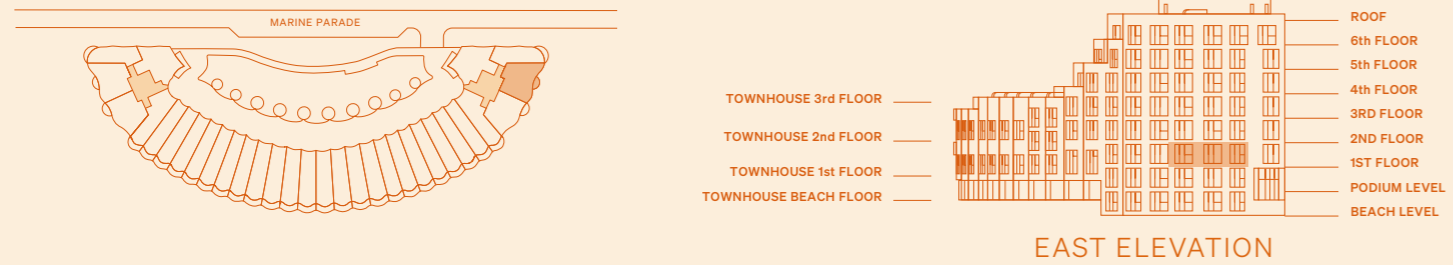 MARINE PARADE
TOWNHOUSE 3rd FLOOR
TOWNHOUSE 2nd FLOOR
TOWNHOUSE 1st FLOOR
TOWNHOUSE BEACH FLOOR
ROOF
6th FLOOR
5th FLOOR
4th FLOOR
3RD FLOOR
2ND FLOOR
1ST FLOOR
PODIUM LEVEL
BEACH LEVEL
EAST ELEVATION